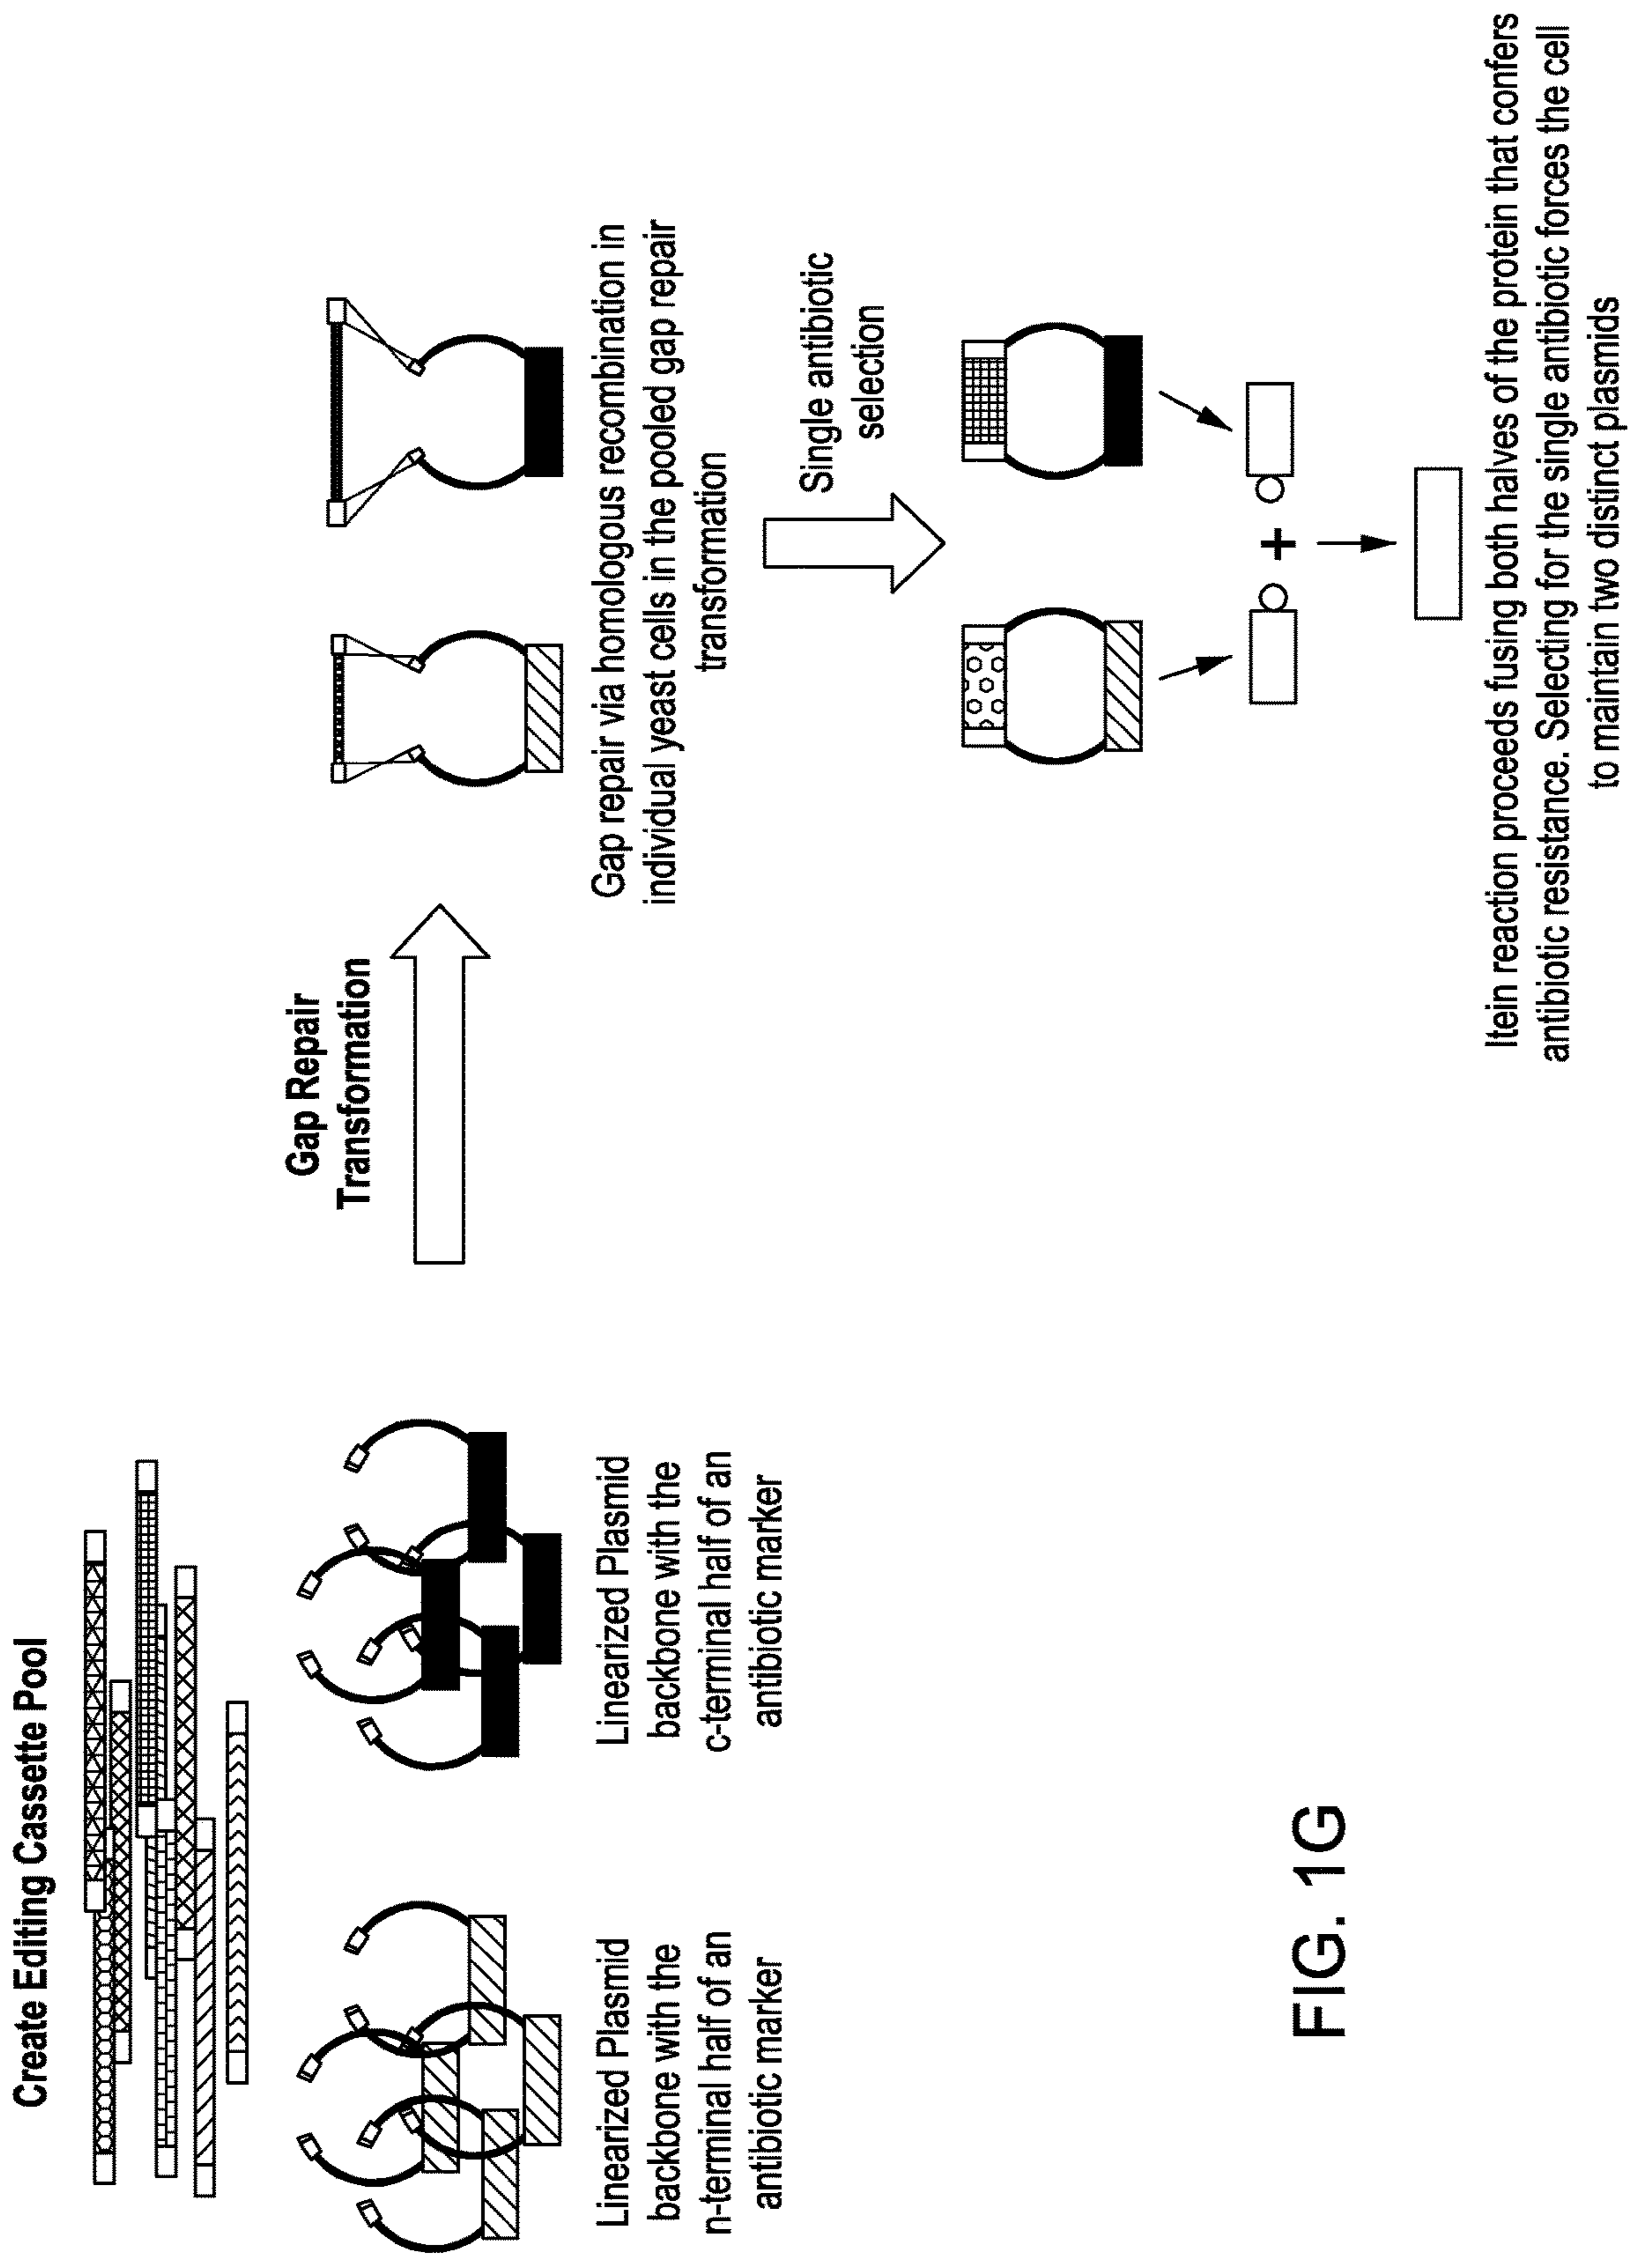 Create Editing Cassette Pool
Linearized Plasmid
backbone with the
n-terminal half of an
antibiotic marker
Linearized Plasmid
backbone with the
c-terminal half of an
antibiotic marker
Gap Repair
Transformation
Gap repair via homologous recombination in
individual yeast cells in the pooled gap repair
transformation
Single antibiotic
selection
+
Itein reaction proceeds fusing both halves of the protein that confers
antibiotic resistance. Selecting for the single antibiotic forces the cell
to maintain two distinct plasmids
FIG. 1G